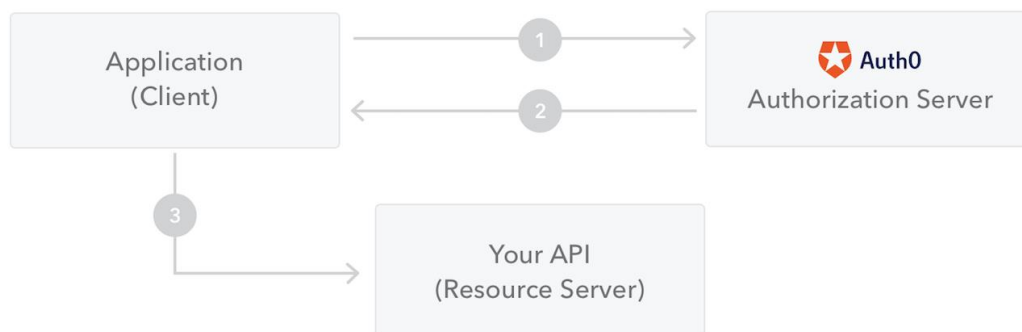 Application
(Client)
1
Auth0
Authorization Server
2
3
Your API
(Resource Server)